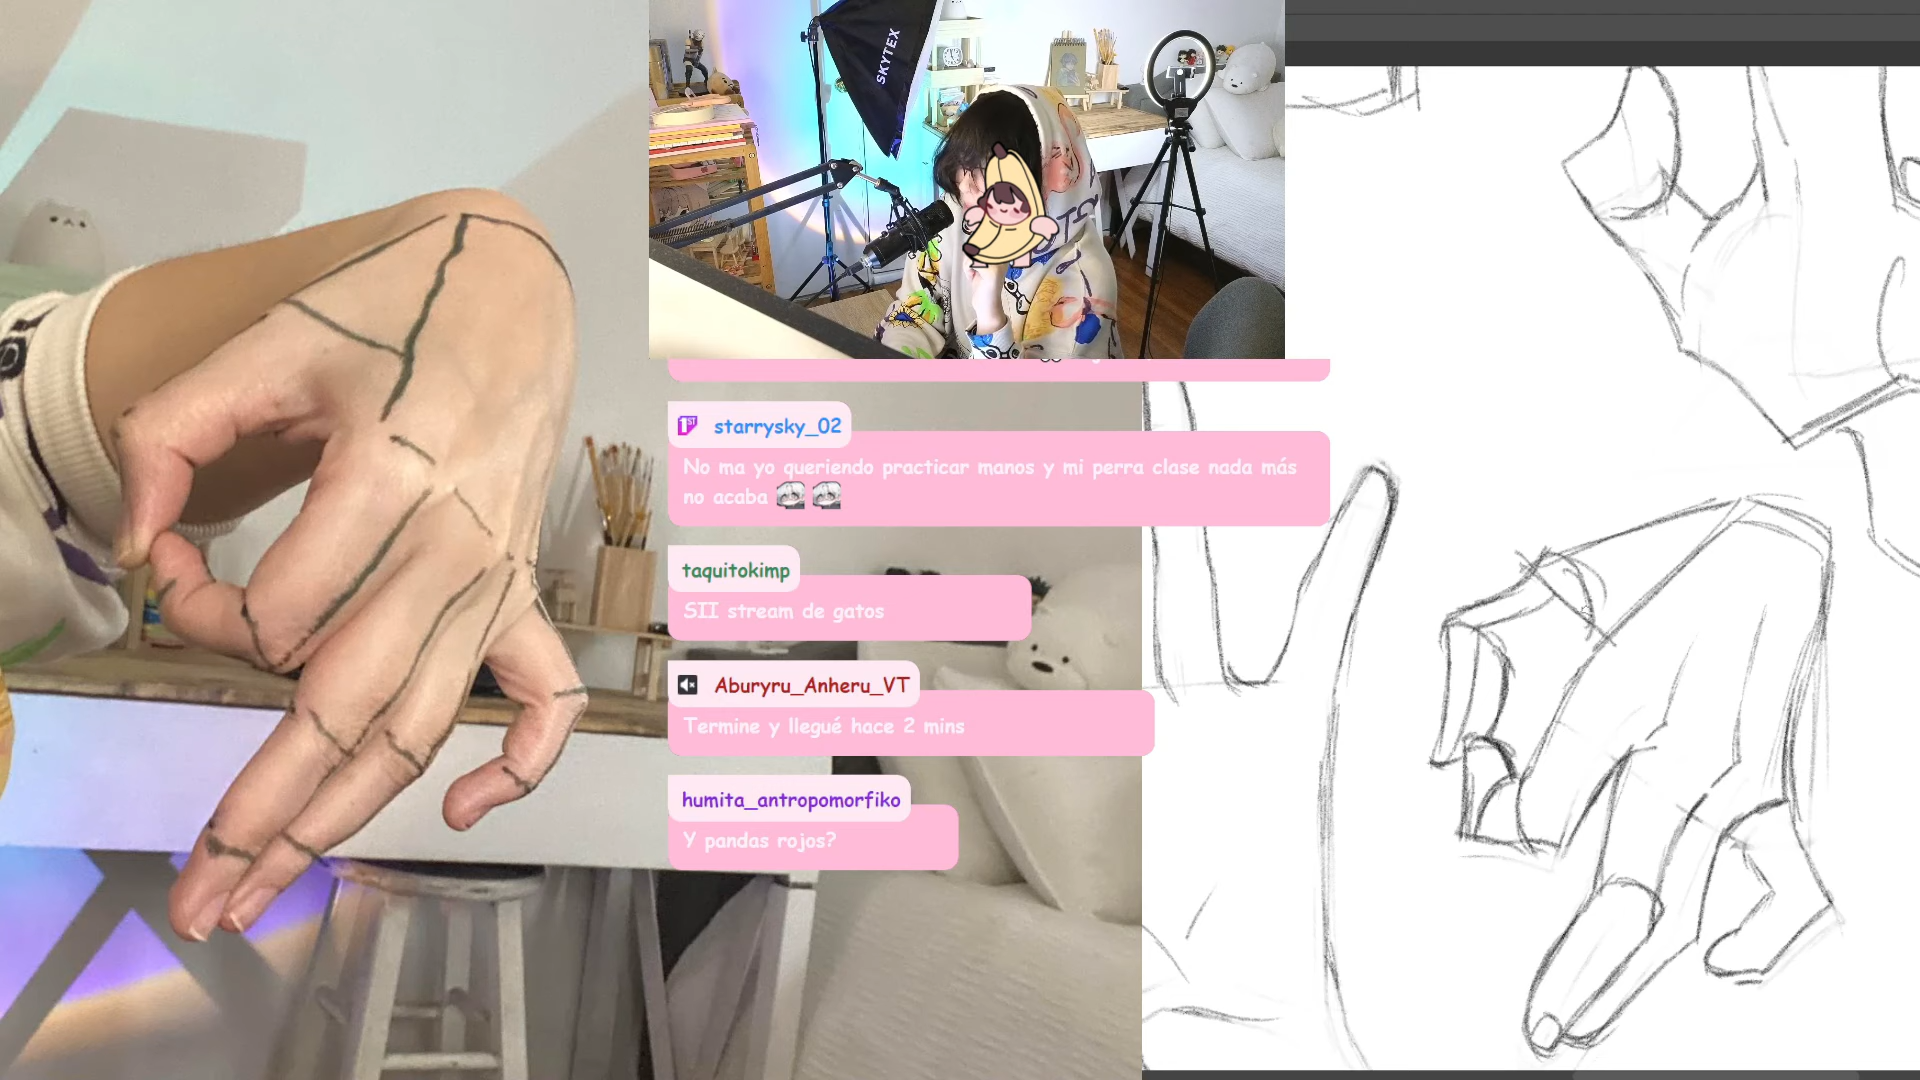 SKYTEX
starrysky_02
No ma yo queriendo practicar manos y mi perra clase nada más
no acaba
taquitokimp
SII stream de gatos
Aburyru_Anheru_VT
Termine y llegué hace 2 mins
humita_antropomorfiko
Y pandas rojos?